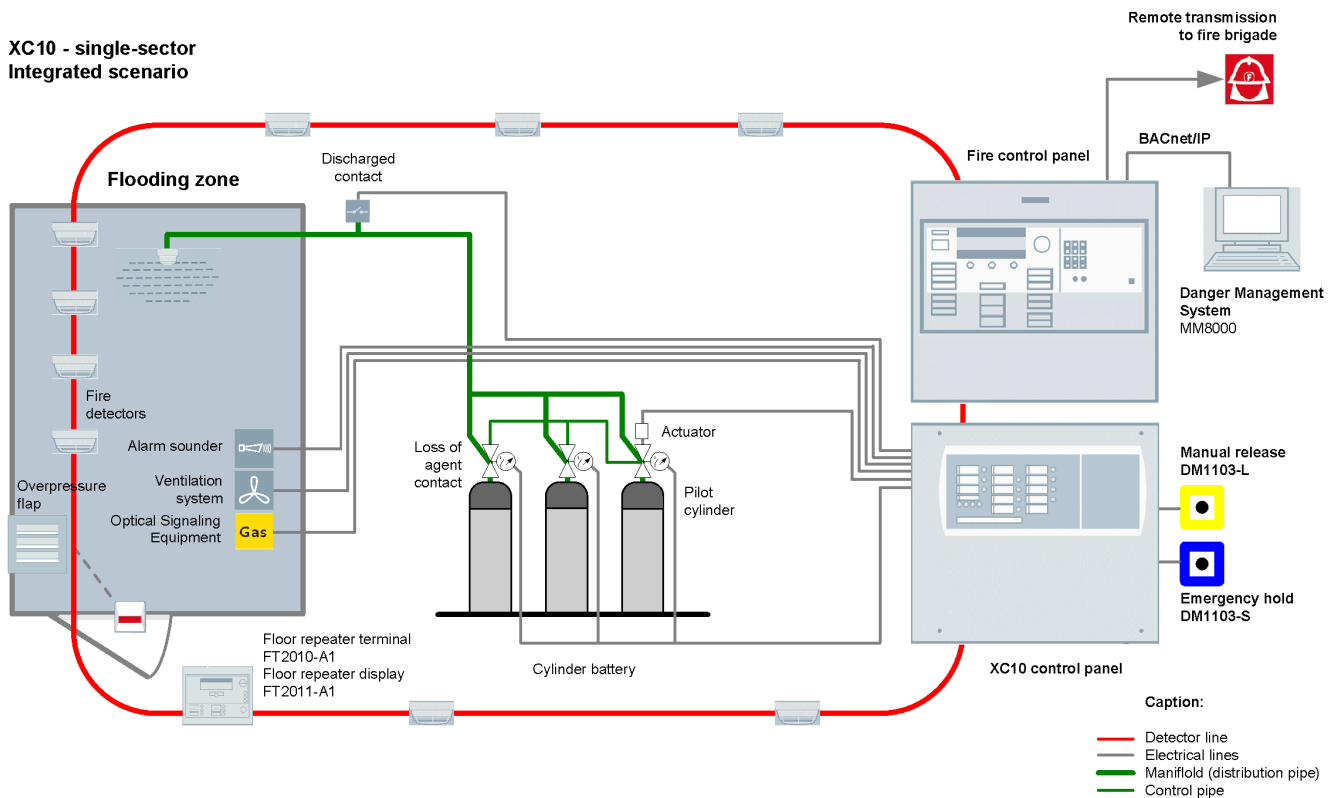 XC10 - single-sector
Integrated scenario
Remote transmission
to fire brigade
F
BACnet/IP
Fire control panel
Discharged
contact
Flooding zone
Danger Management
System
MM8000
Fire
detectors
Alarm sounder
Ventilation
system
Optical Signaling
Equipment
Gas
Overpressure
flap
Loss of
agent
contact
Actuator
Pilot
cylinder
Manual release
DM1103-L
Emergency hold
DM1103-S
Floor repeater terminal
FT2010-A1
Floor repeater display
FT2011-A1
Cylinder battery
XC10 control panel
Caption:
Detector line
Electrical lines
Maniflold (distribution pipe)
Control pipe